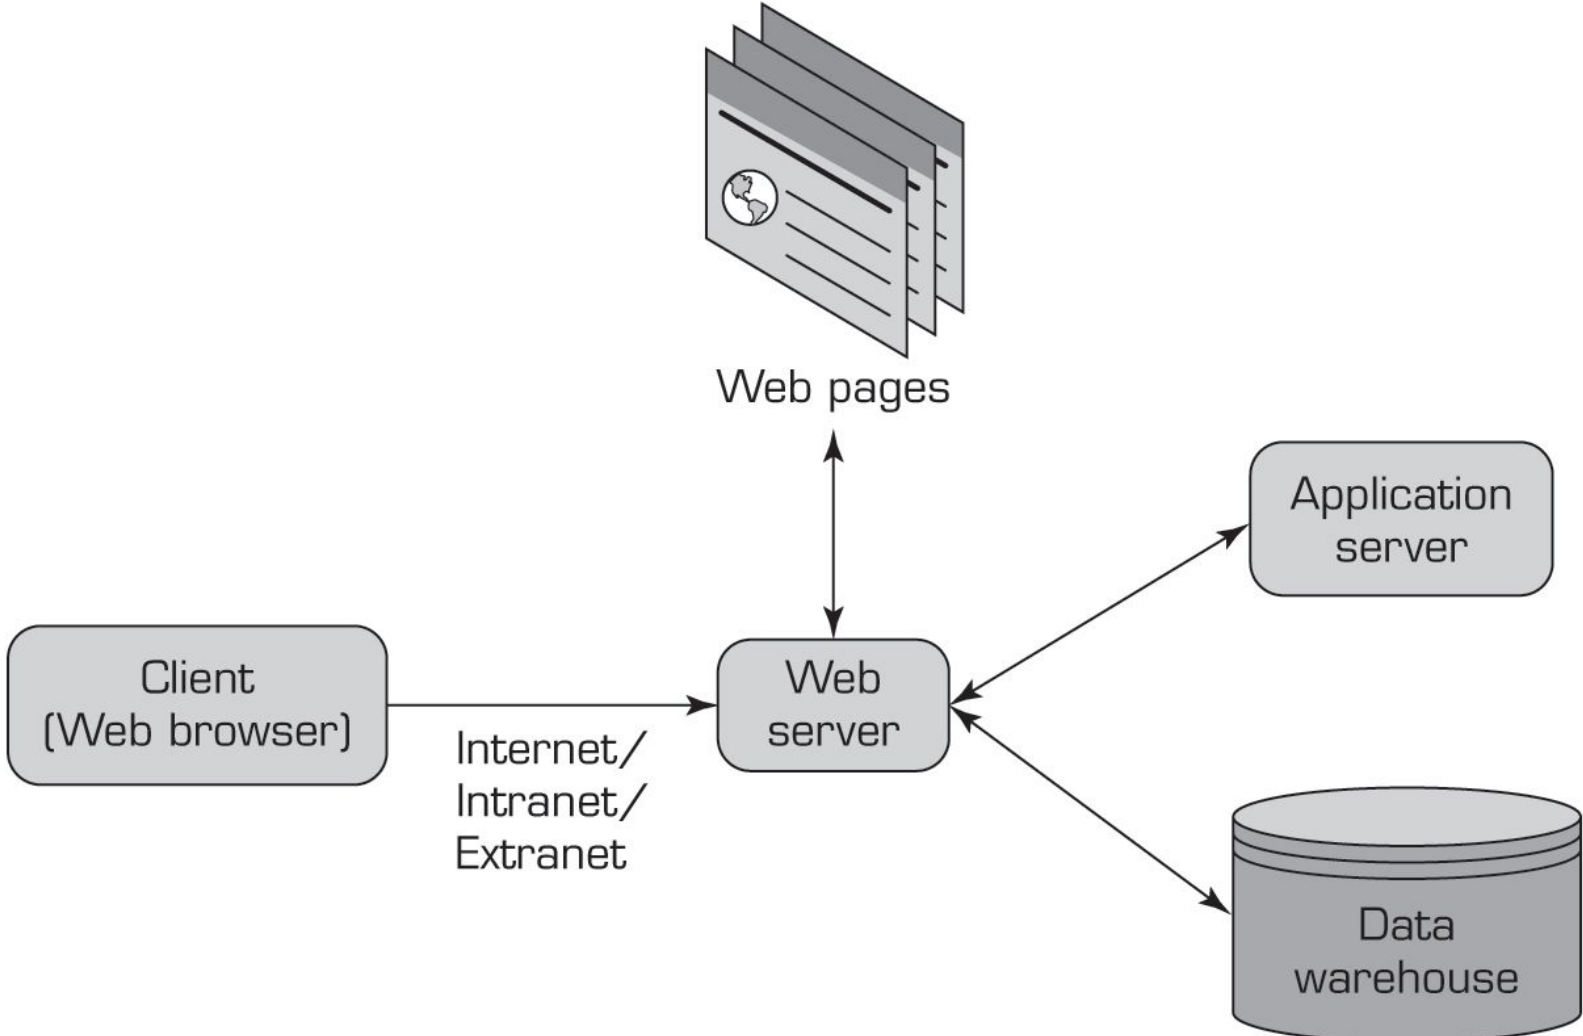 Web pages
Application
server
Client
(Web browser)
Web
server
Internet/
Intranet/
Extranet
Data
warehouse